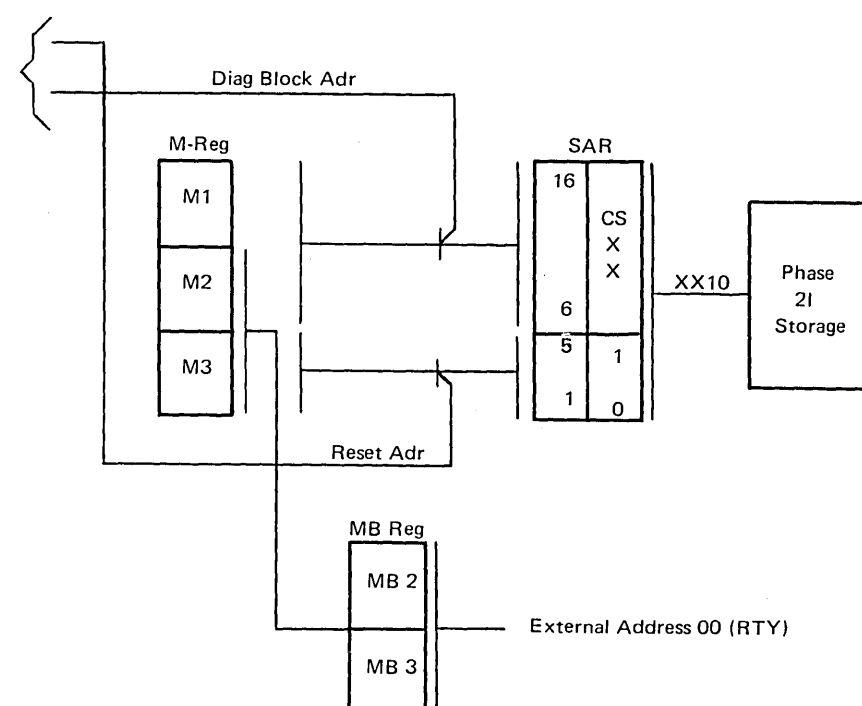 Diag Block Adr
M-Reg
M1
M2
M3
SAR
16
6
5
1
CS
X
X
1
0
XX10
Phase
21
Storage
Reset Adr
MB Reg
MB 2
MB 3
External Address 00 (RTY)